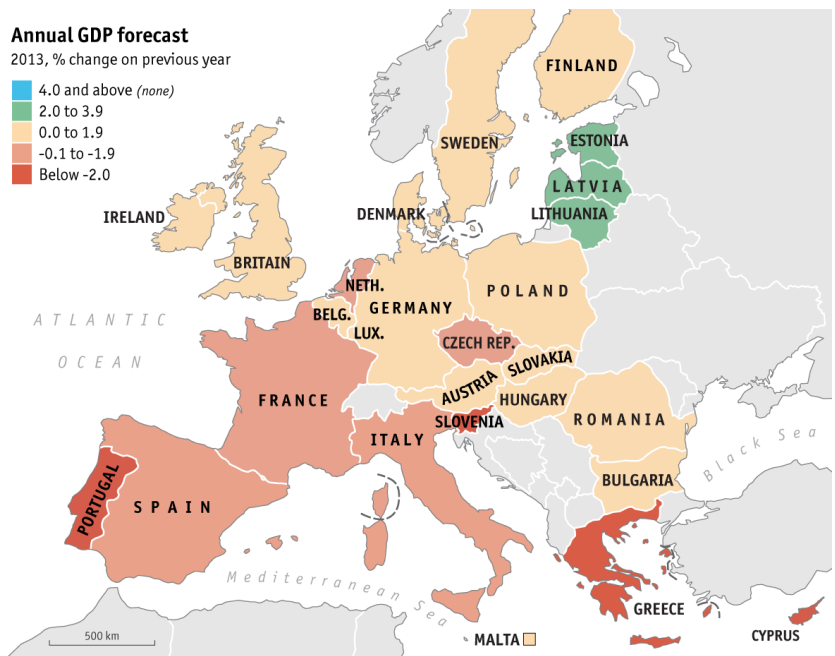 Annual GDP forecast
2013, % change on previous year
4.0 and above (none)
2.0 to 3.9
0.0 to 1.9
-0.1 to -1.9
Below -2.0
FINLAND
SWEDEN
ESTONIA
LATVIA
LITHUANIA
IRELAND
DENMARK
BRITAIN
NETH.
GERMANY
POLAND
BELG.
LUX.
ATLANTIC
OCEAN
CZECH REP.
SLOVAKIA
AUSTRIA
FRANCE
HUNGARY
SLOVENIA
ROMANIA
ITALY
Black Sea
BULGARIA
PORTUGAL
SPAIN
Mediterranean Sea
GREECE
CYPRUS
MALTA
500 km